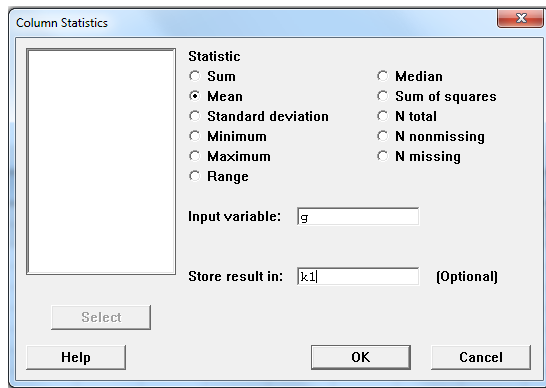 Column Statistics
Statistic
Sum
Median
Mean
Sum of squares
Standard deviation
N total
Minimum
N nonmissing
Maximum
N missing
Range
Input variable: g
Store result in: k1 (Optional)
Select
Help OK Cancel